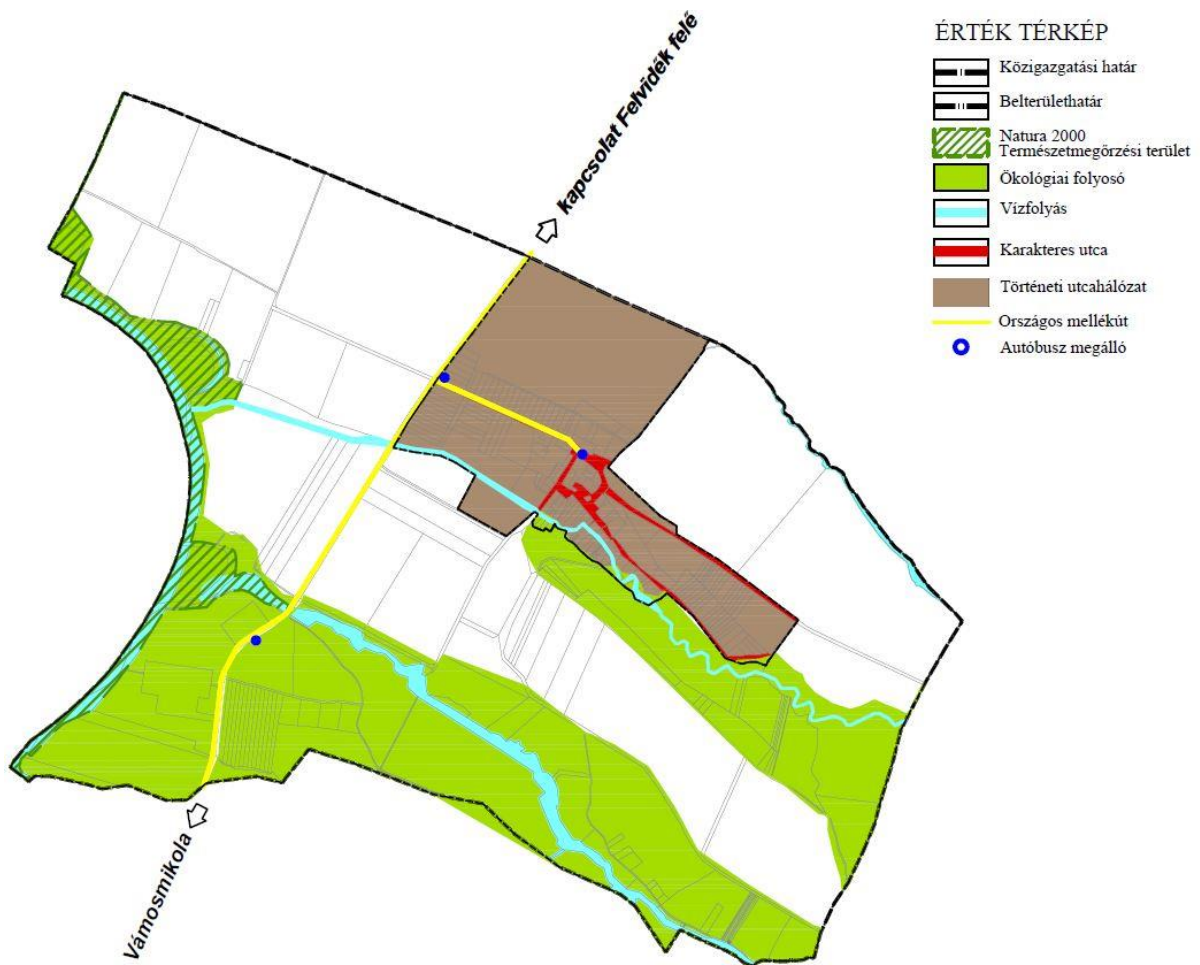 kapcsolat Felvidék felé
Vámosmikola
ÉRTÉK TÉRKÉP
Közigazgatási határ
Belterülethatár
Natura 2000
Természetmegőrzési terület
Ökológiai folyosó
Vízfolyás
Karakteres utca
Történeti utcahálózat
Országos mellékút
Autóbusz megálló